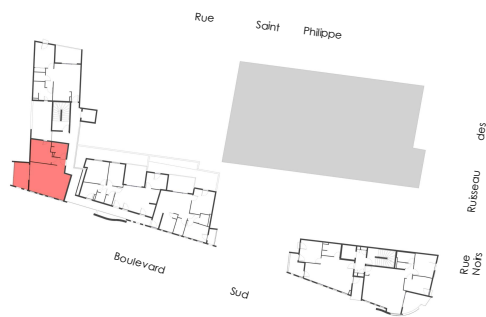 Rue Saint Philippe
des
Ruisseau
Rue
Noirs
Boulevard
Sud